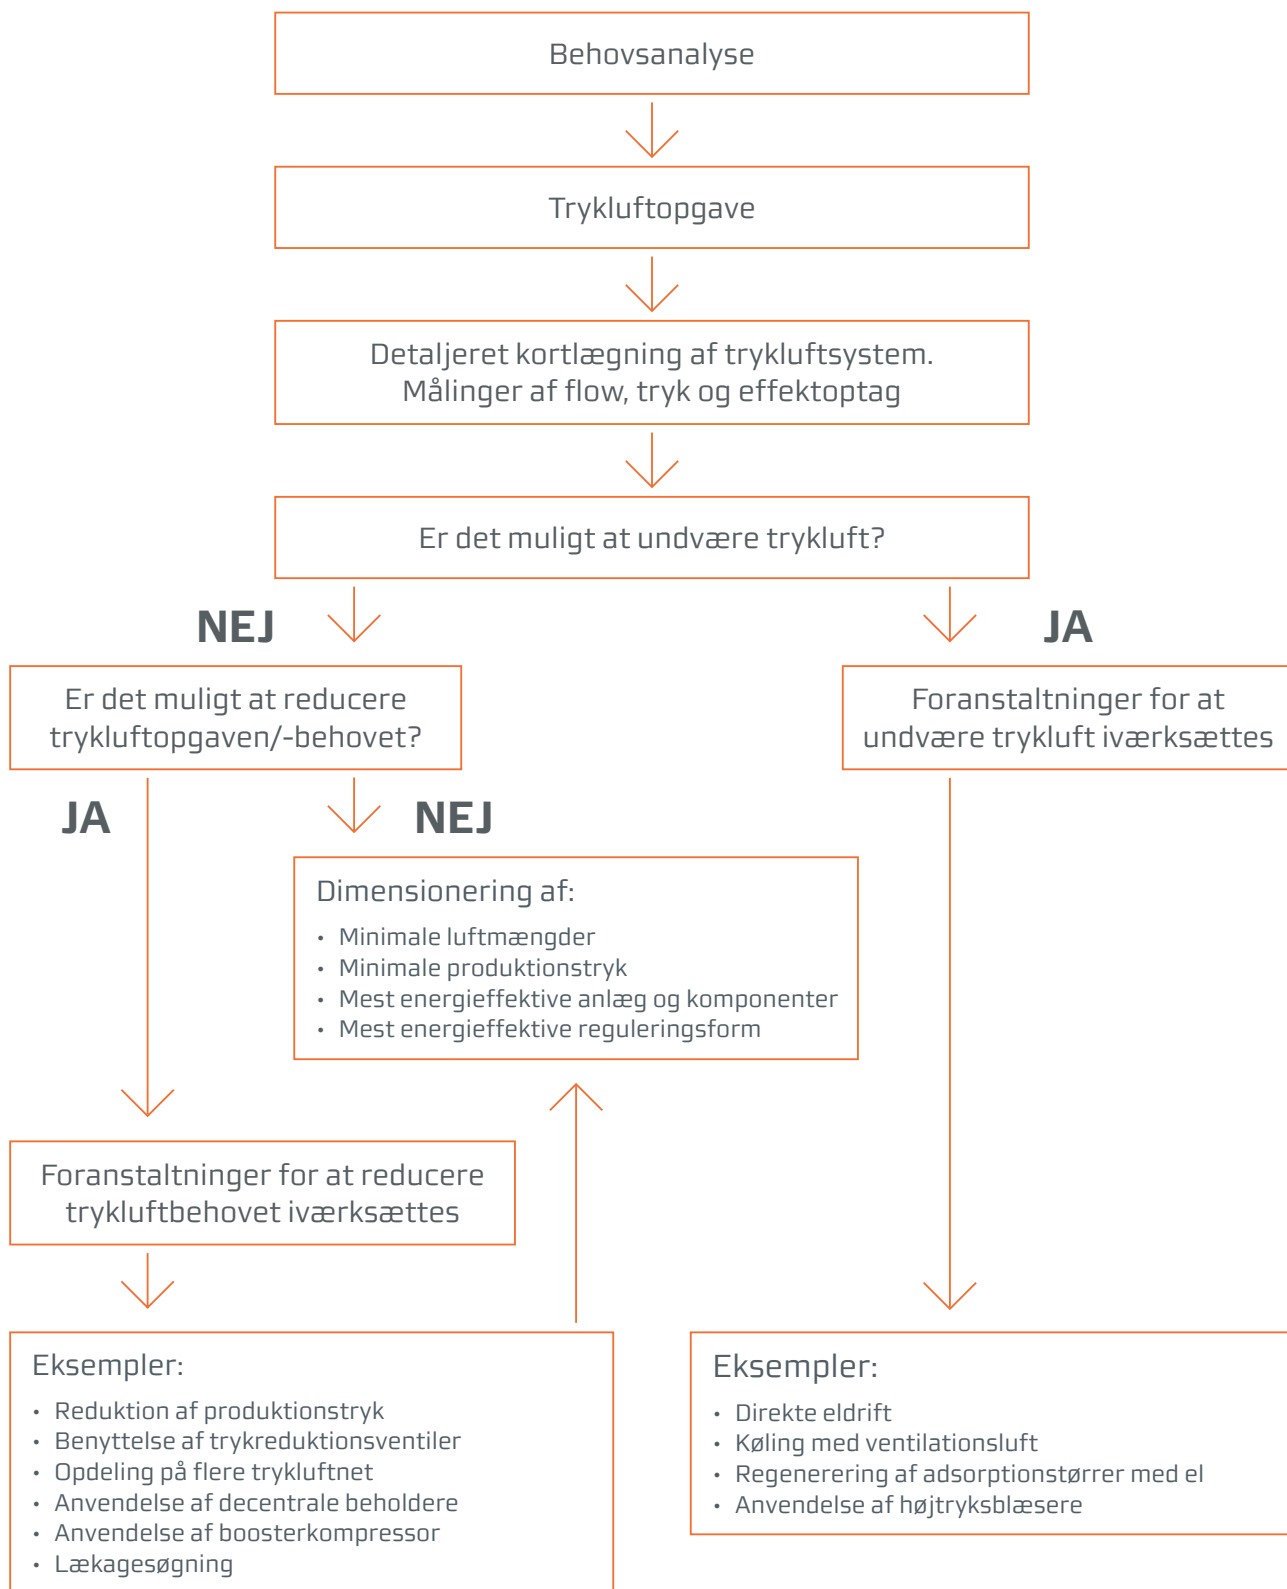 Behovsanalyse
Trykluftopgave
Detaljeret kortlægning af trykluftsystem.
Målinger af flow, tryk og effektoptag
Er det muligt at undvære trykluft?
NEJ
JA
Er det muligt at reducere
trykluftopgaven/-behovet?
Foranstaltninger for at
undvære trykluft iværksættes
JA
NEJ
Dimensionering af:
• Minimale luftmængder
• Minimale produktionstryk
• Mest energieffektive anlæg og komponenter
• Mest energieffektive reguleringsform
Foranstaltninger for at reducere
trykluftbehovet iværksættes
Eksempler:
• Reduktion af produktionstryk
• Benyttelse af trykreduktionsventiler
• Opdeling på flere trykluftnet
• Anvendelse af decentrale beholdere
• Anvendelse af boosterkompressor
• Lækagesøgning
Eksempler:
• Direkte eldrift
• Køling med ventilationsluft
• Regenerering af adsorptionstørrer med el
• Anvendelse af højtryksblæsere